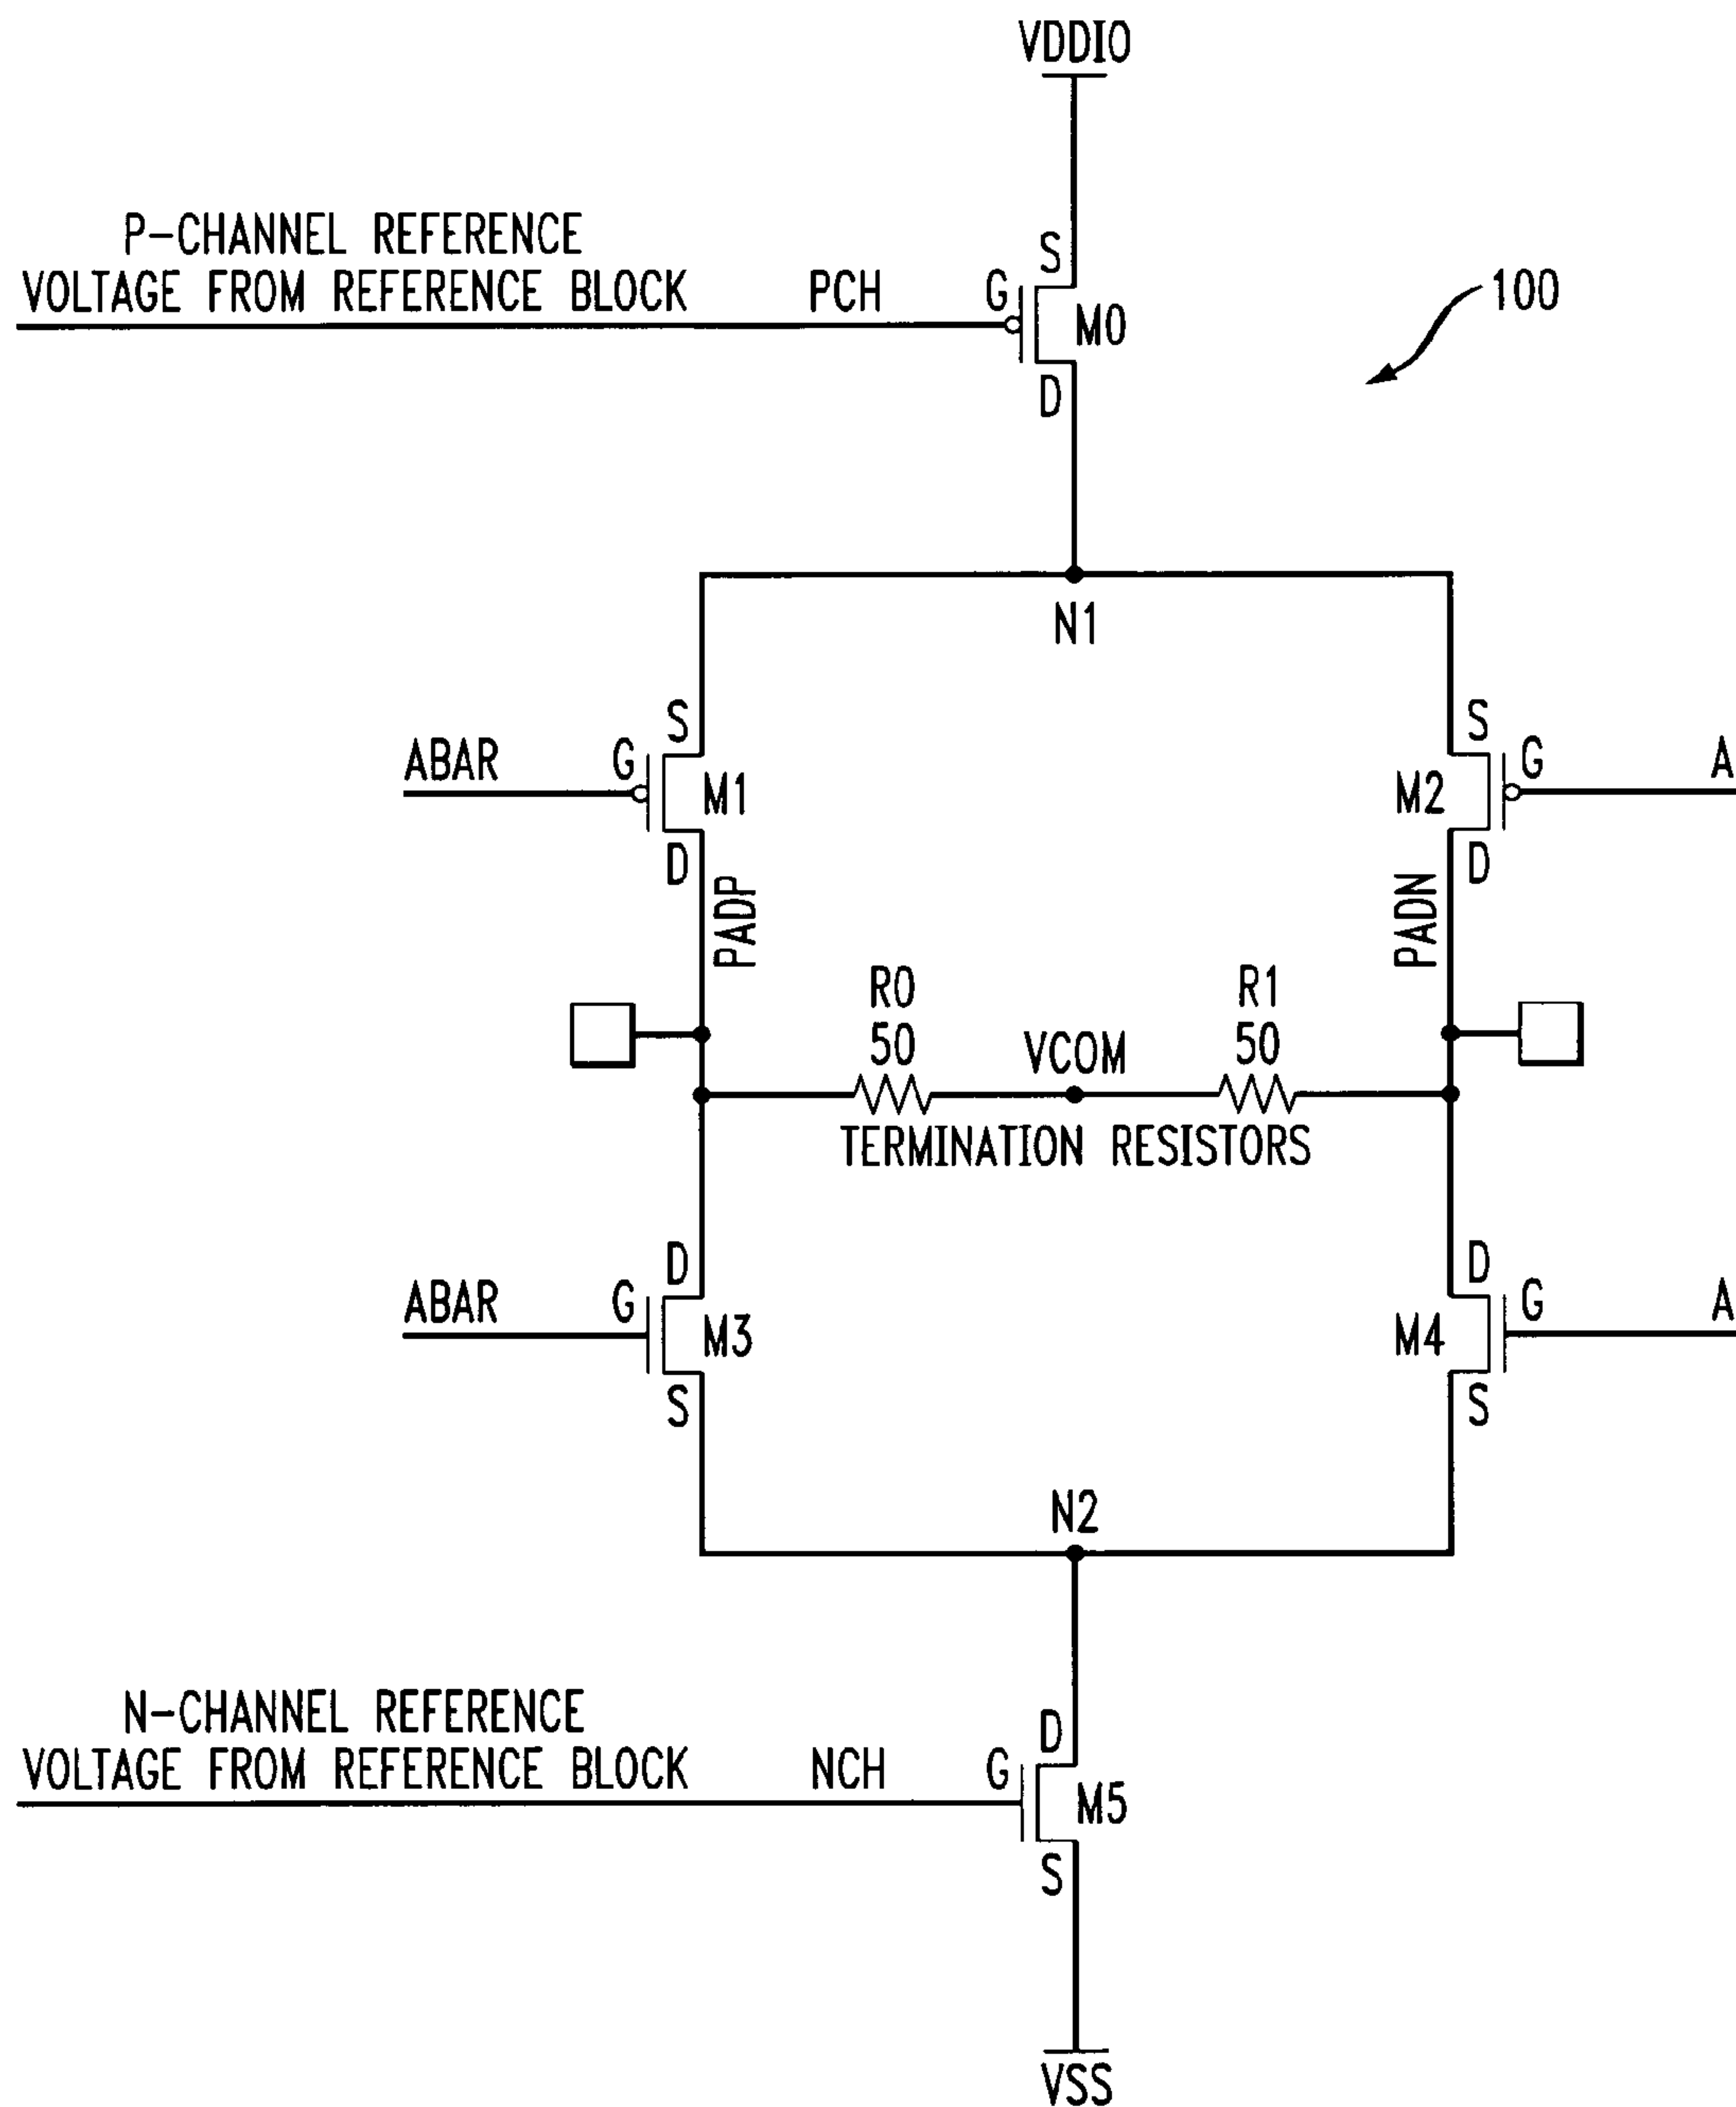 VDDIO
P-CHANNEL REFERENCE
VOLTAGE FROM REFERENCE BLOCK PCH
G
S
M0
D
100
N1
ABAR
G
S
M1
D
S
G
M2
D
A
PADP
PADN
R0
50
VCOM
R1
50
TERMINATION RESISTORS
ABAR
G
D
M3
S
D
G
M4
S
A
N2
N-CHANNEL REFERENCE
VOLTAGE FROM REFERENCE BLOCK NCH
G
D
M5
S
VSS